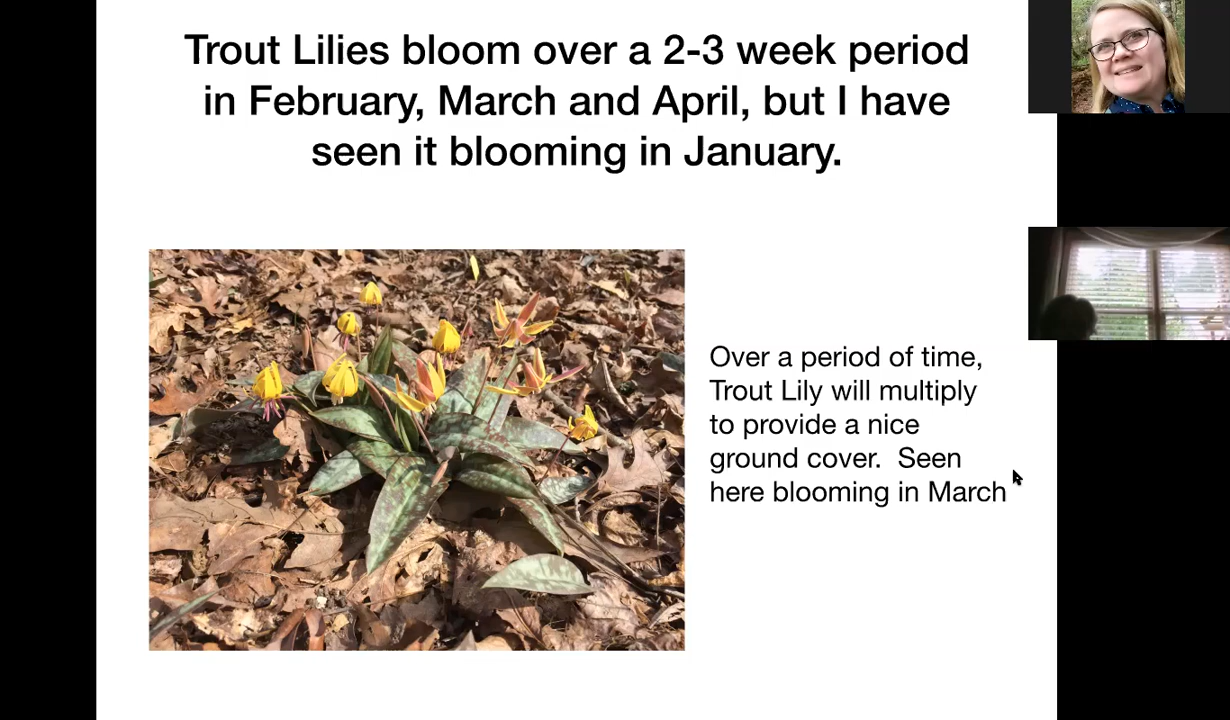 Trout Lilies bloom over a 2-3 week period
in February, March and April, but I have
seen it blooming in January.
Over a period of time,
Trout Lily will multiply
to provide a nice
ground cover.  Seen
here blooming in March